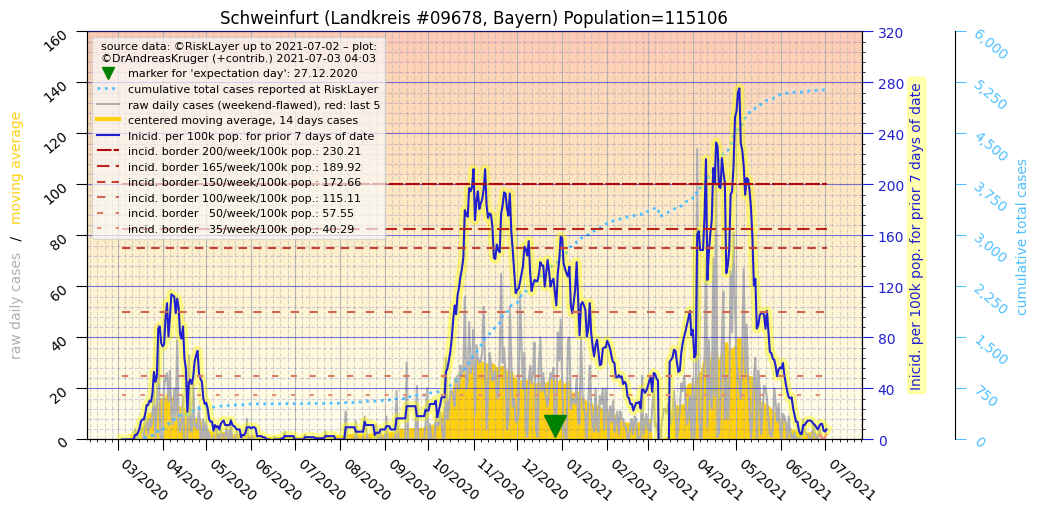 Schweinfurt (Landkreis #09678, Bayern) Population=115106
source data: ©RiskLayer up to 2021-07-02 – plot:
©DrAndreasKruger (+contrib.) 2021-07-03 04:03
marker for 'expectation day': 27.12.2020
cumulative total cases reported at RiskLayer
raw daily cases (weekend-flawed), red: last 5
centered moving average, 14 days cases
Inicid. per 100k pop. for prior 7 days of date
incid. border 200/week/100k pop.: 230.21
incid. border 165/week/100k pop.: 189.92
incid. border 150/week/100k pop.: 172.66
incid. border 100/week/100k pop.: 115.11
incid. border 50/week/100k pop.: 57.55
incid. border 35/week/100k pop.: 40.29
raw daily cases / moving average
160
140
120
100
80
60
40
20
0
03/2020
04/2020
05/2020
06/2020
07/2020
08/2020
09/2020
10/2020
11/2020
12/2020
01/2021
02/2021
03/2021
04/2021
05/2021
06/2021
07/2021
320
280
240
200
160
120
80
40
0
Inicid. per 100k pop. for prior 7 days of date
6,000
5,250
4,500
3,750
3,000
2,250
1,500
750
0
cumulative total cases